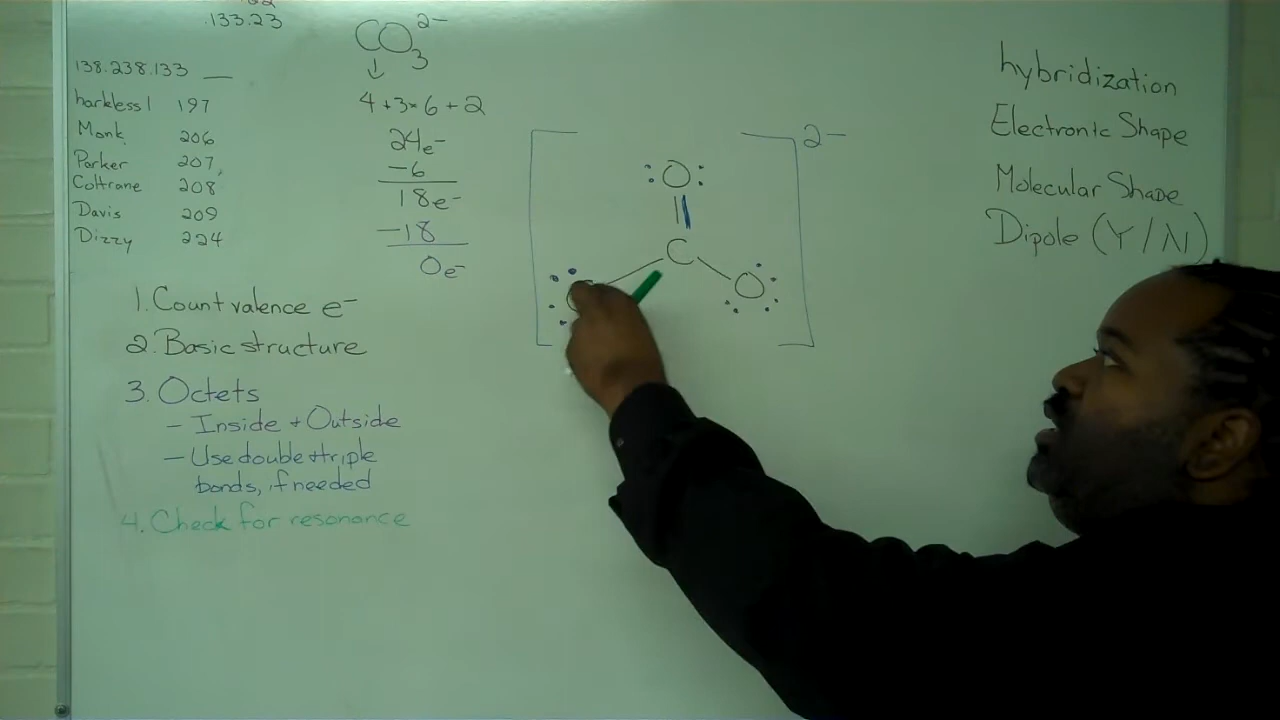 .133.23
138.238.133 __
harkless1 197
Monk 206
Parker 207
Coltrane 208
Davis 209
Dizzy 224
CO₃²⁻
↓
4 + 3×6 + 2
24e⁻
−6
18e⁻
−18
0e⁻
1. Count valence e⁻
2. Basic structure
3. Octets
– Inside + Outside
– Use double + triple
bonds, if needed
4. Check for resonance
2−
:O:
C
O
hybridization
Electronic Shape
Molecular Shape
Dipole (Y/N)